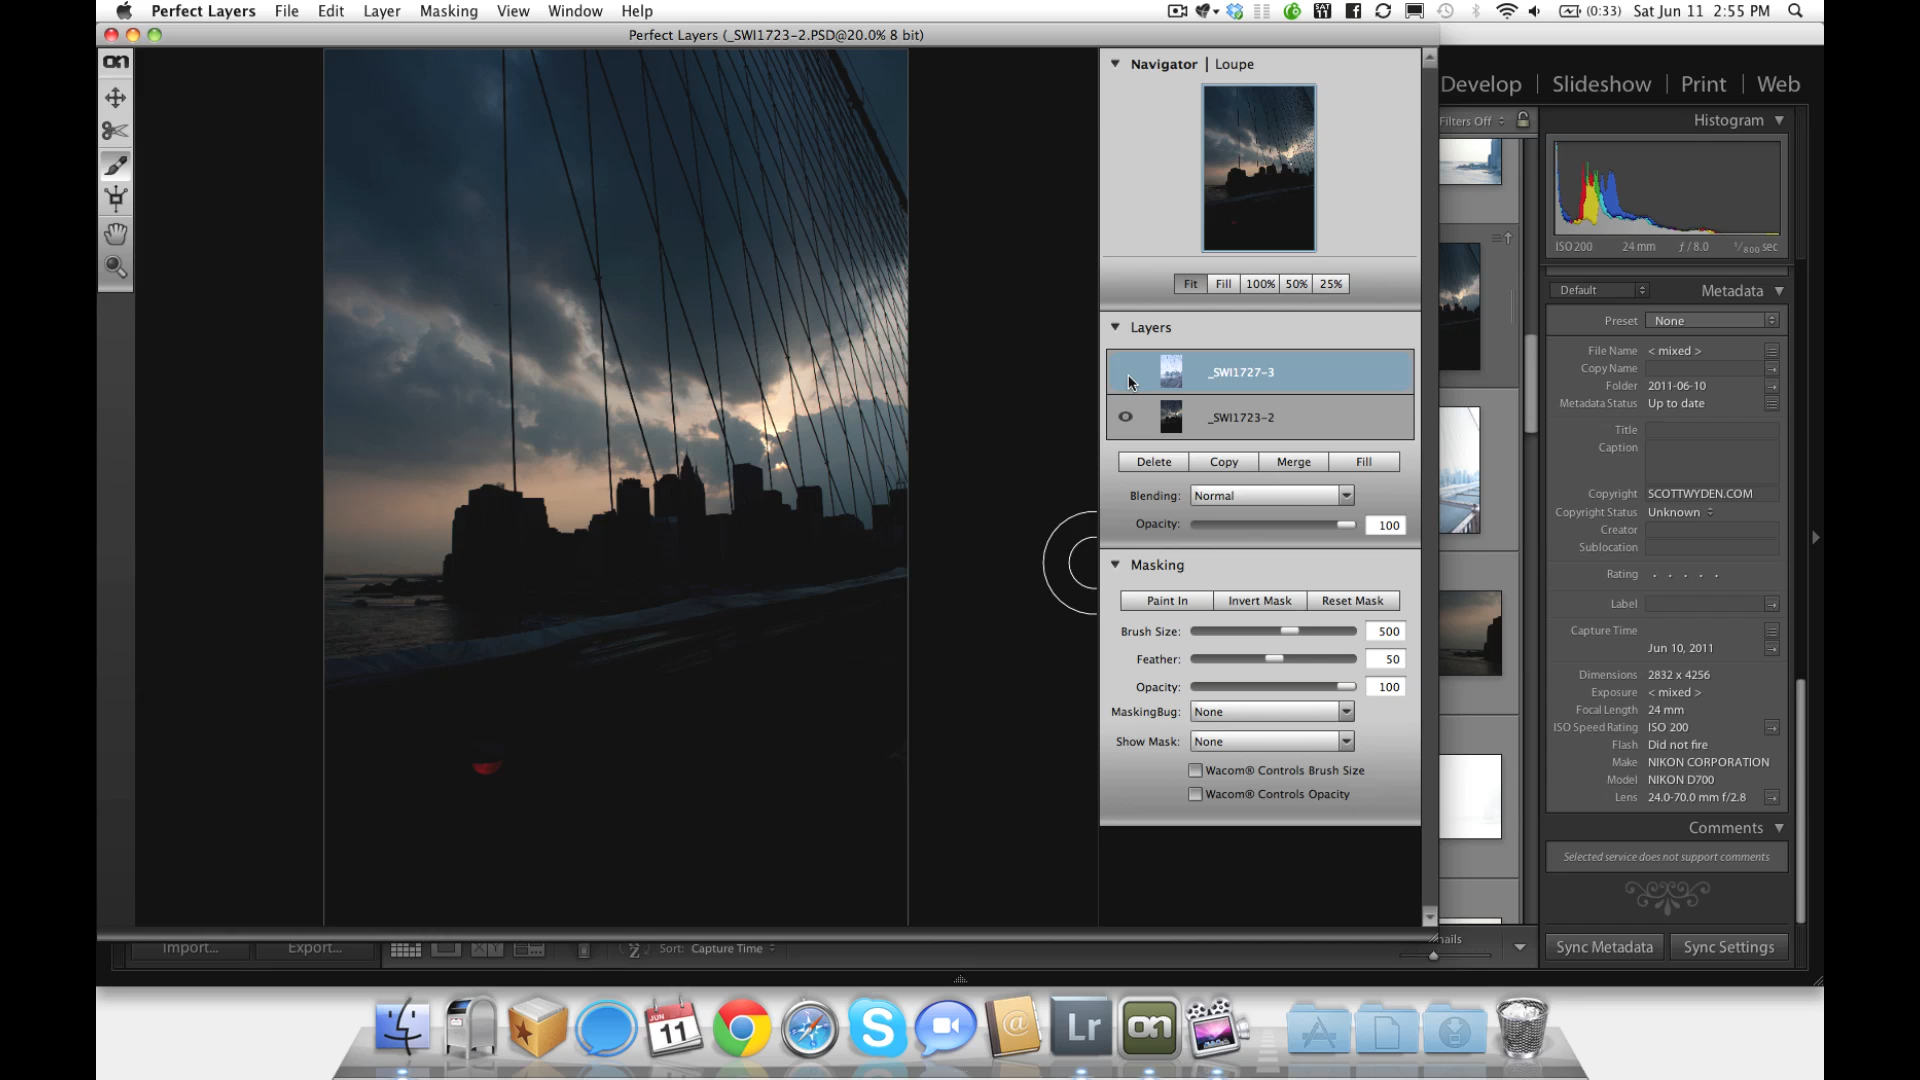 Perfect Layers File Edit Layer Masking View Window Help
(0:33) Sat Jun 11 2:55 PM
Perfect Layers (_SWI1723-2.PSD@20.0% 8 bit)
on
Navigator | Loupe
Fit Fill 100% 50% 25%
Layers
_SWI1727-3
_SWI1723-2
Delete Copy Merge Fill
Blending: Normal
Opacity: 100
Masking
Paint In Invert Mask Reset Mask
Brush Size: 500
Feather: 50
Opacity: 100
MaskingBug: None
Show Mask: None
Wacom® Controls Brush Size
Wacom® Controls Opacity
Develop | Slideshow | Print | Web
Filters Off
Histogram
ISO 200 24 mm ƒ / 8.0 1/800 sec
Default Metadata
Preset None
File Name < mixed >
Copy Name
Folder 2011-06-10
Metadata Status Up to date
Title
Caption
Copyright SCOTTWYDEN.COM
Copyright Status Unknown
Creator
Sublocation
Rating . . . . .
Label
Capture Time
Jun 10, 2011
Dimensions 2832 x 4256
Exposure < mixed >
Focal Length 24 mm
ISO Speed Rating ISO 200
Flash Did not fire
Make NIKON CORPORATION
Model NIKON D700
Lens 24.0-70.0 mm f/2.8
Comments
Selected service does not support comments
Sync Metadata Sync Settings
Import... Export... Sort: Capture Time
nails
JUN
11
S
@
Lr
on